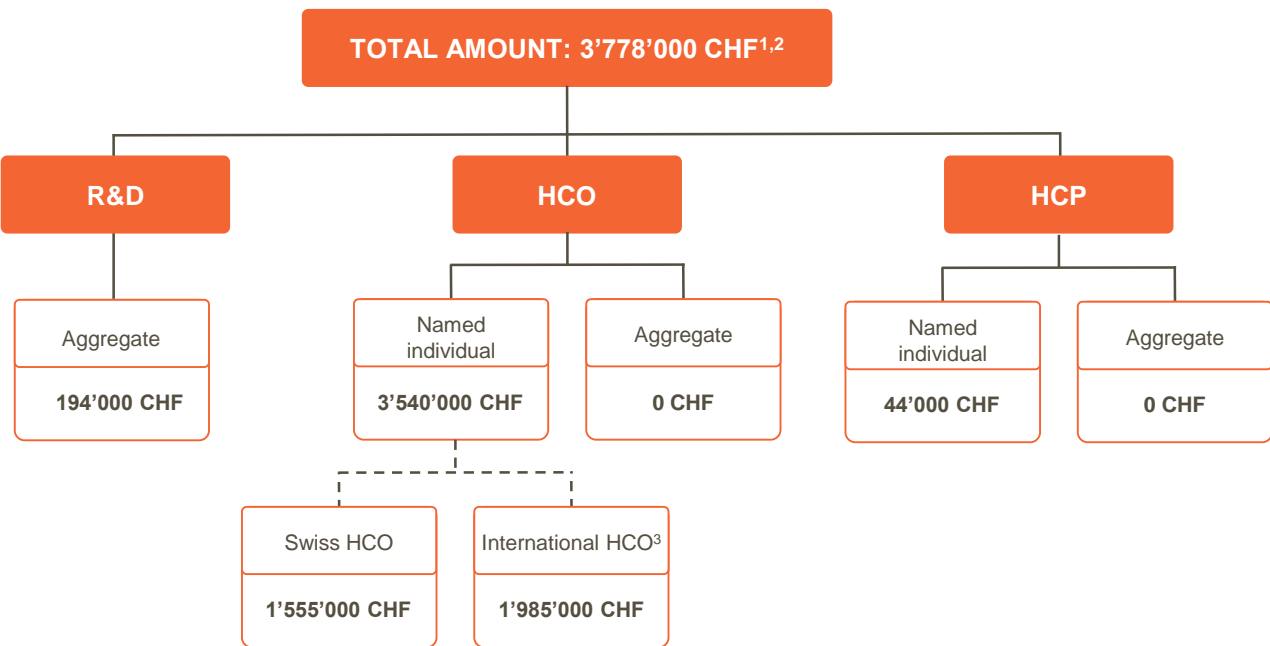 TOTAL AMOUNT: 3’778’000 CHF1,2
R&D
HCO
HCP
Aggregate
194’000 CHF
Named
individual
3’540’000 CHF
Aggregate
0 CHF
Named
individual
44’000 CHF
Aggregate
0 CHF
Swiss HCO
1’555’000 CHF
International HCO3
1’985’000 CHF